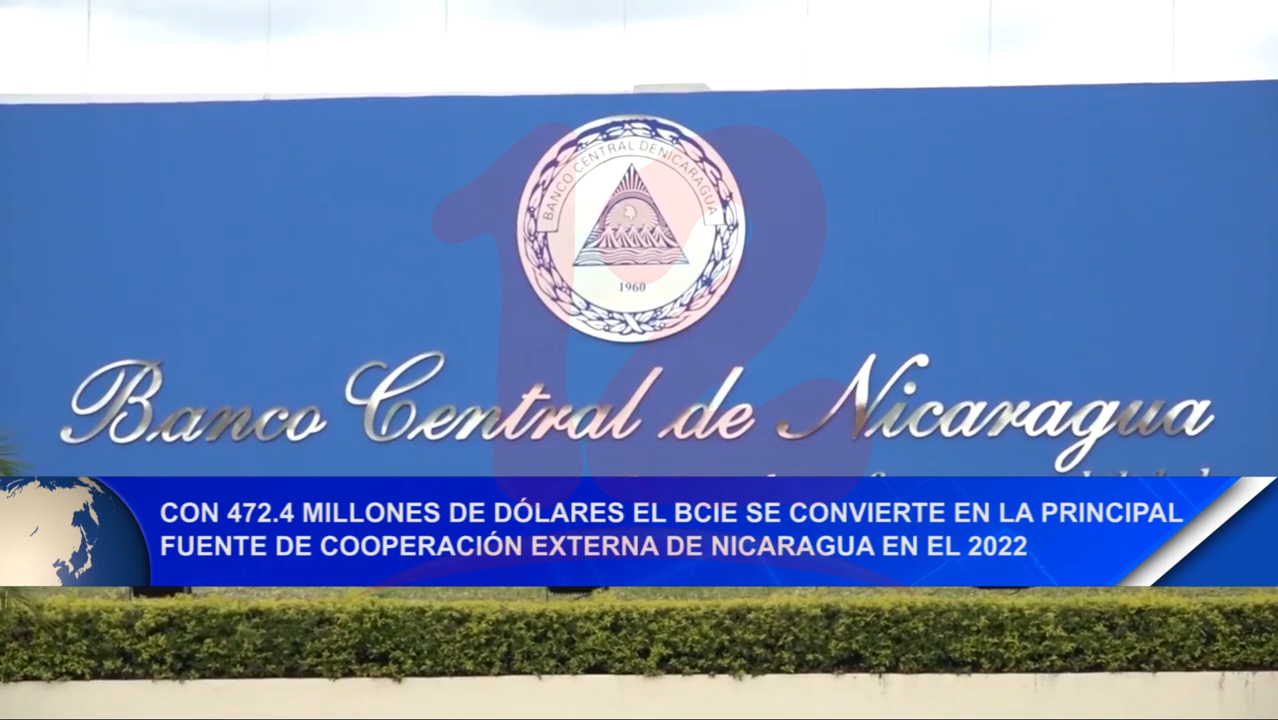 BANCO CENTRAL DE NICARAGUA
1960
12
Banco Central de Nicaragua
CON 472.4 MILLONES DE DÓLARES EL BCIE SE CONVIERTE EN LA PRINCIPAL
FUENTE DE COOPERACIÓN EXTERNA DE NICARAGUA EN EL 2022